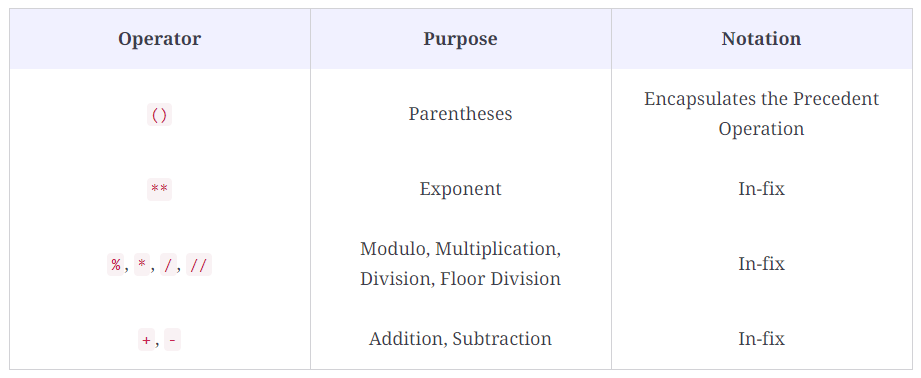 Operator Purpose Notation
() Parentheses Encapsulates the Precedent
Operation
** Exponent In-fix
%, *, /, // Modulo, Multiplication,
Division, Floor Division In-fix
+, - Addition, Subtraction In-fix